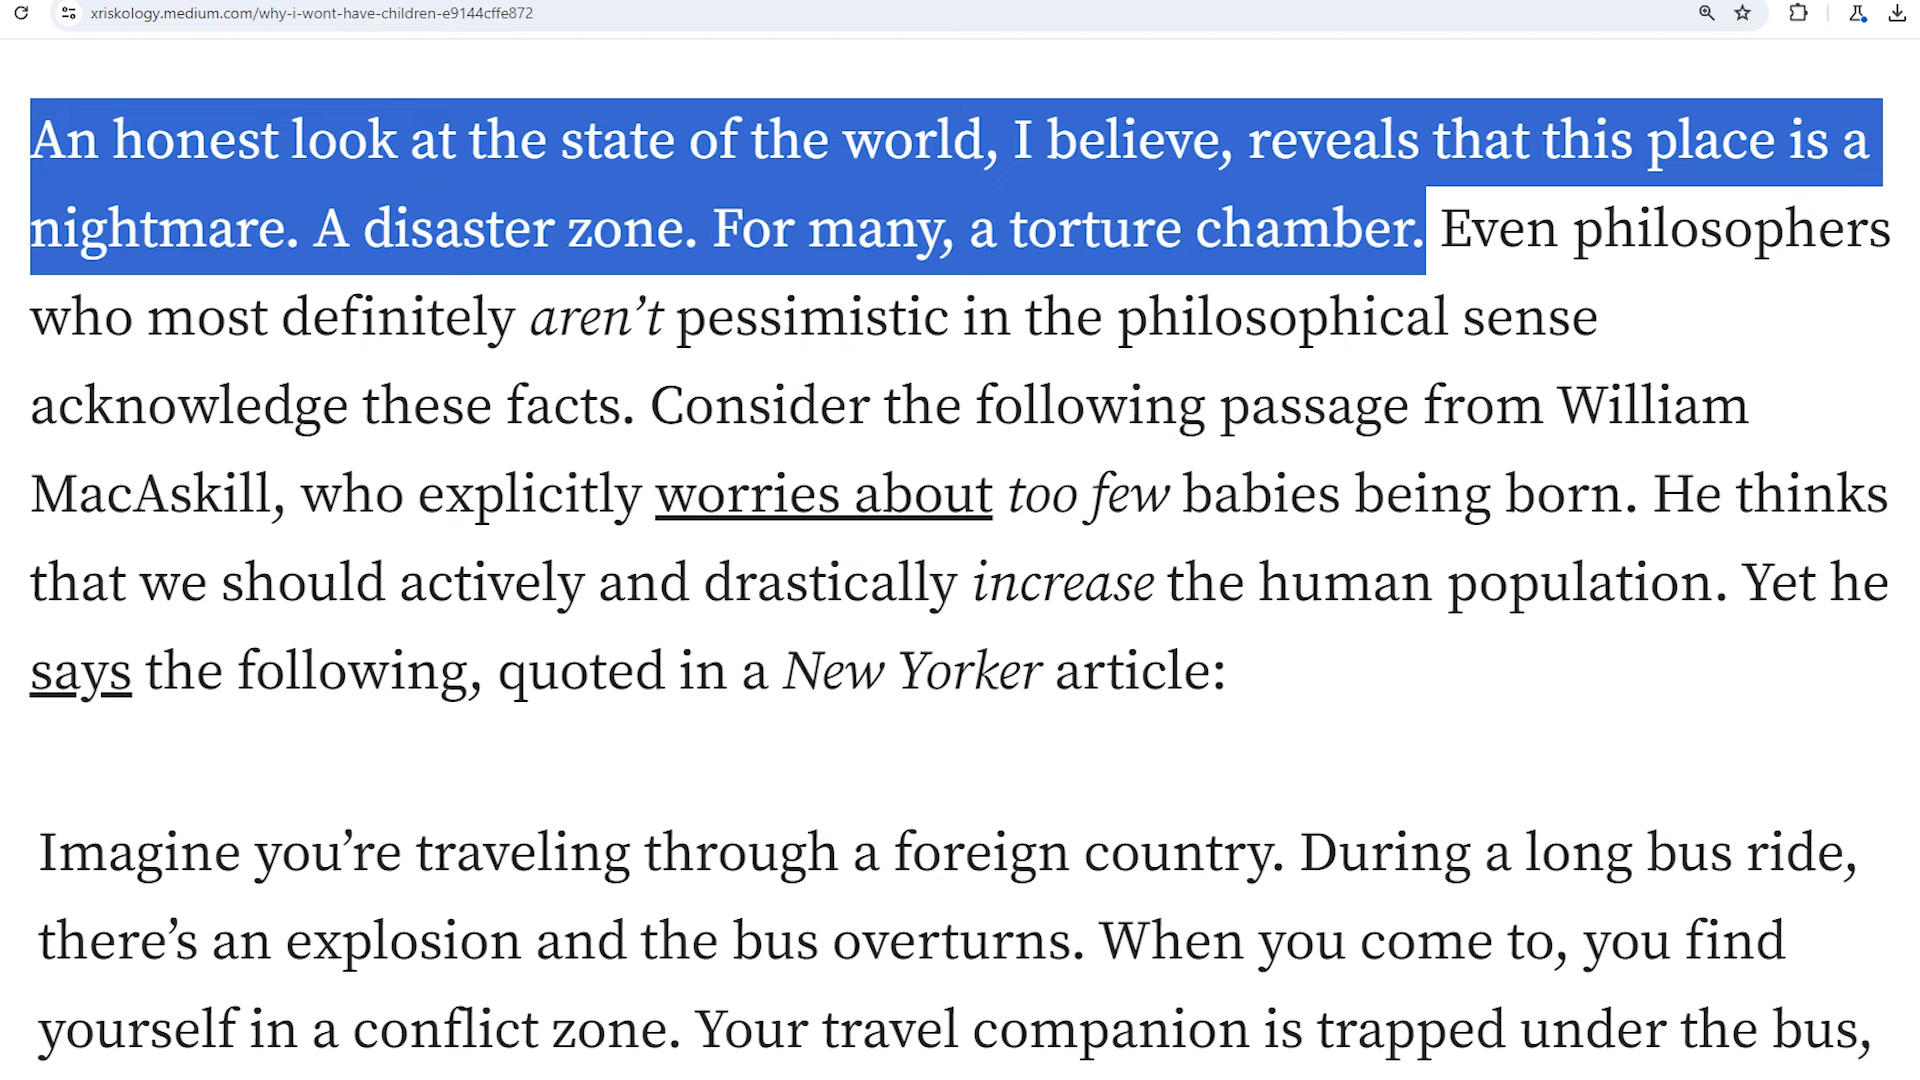 xriskology.medium.com/why-i-wont-have-children-e9144cffe872
An honest look at the state of the world, I believe, reveals that this place is a
nightmare. A disaster zone. For many, a torture chamber. Even philosophers
who most definitely aren’t pessimistic in the philosophical sense
acknowledge these facts. Consider the following passage from William
MacAskill, who explicitly worries about too few babies being born. He thinks
that we should actively and drastically increase the human population. Yet he
says the following, quoted in a New Yorker article:
Imagine you’re traveling through a foreign country. During a long bus ride,
there’s an explosion and the bus overturns. When you come to, you find
yourself in a conflict zone. Your travel companion is trapped under the bus,